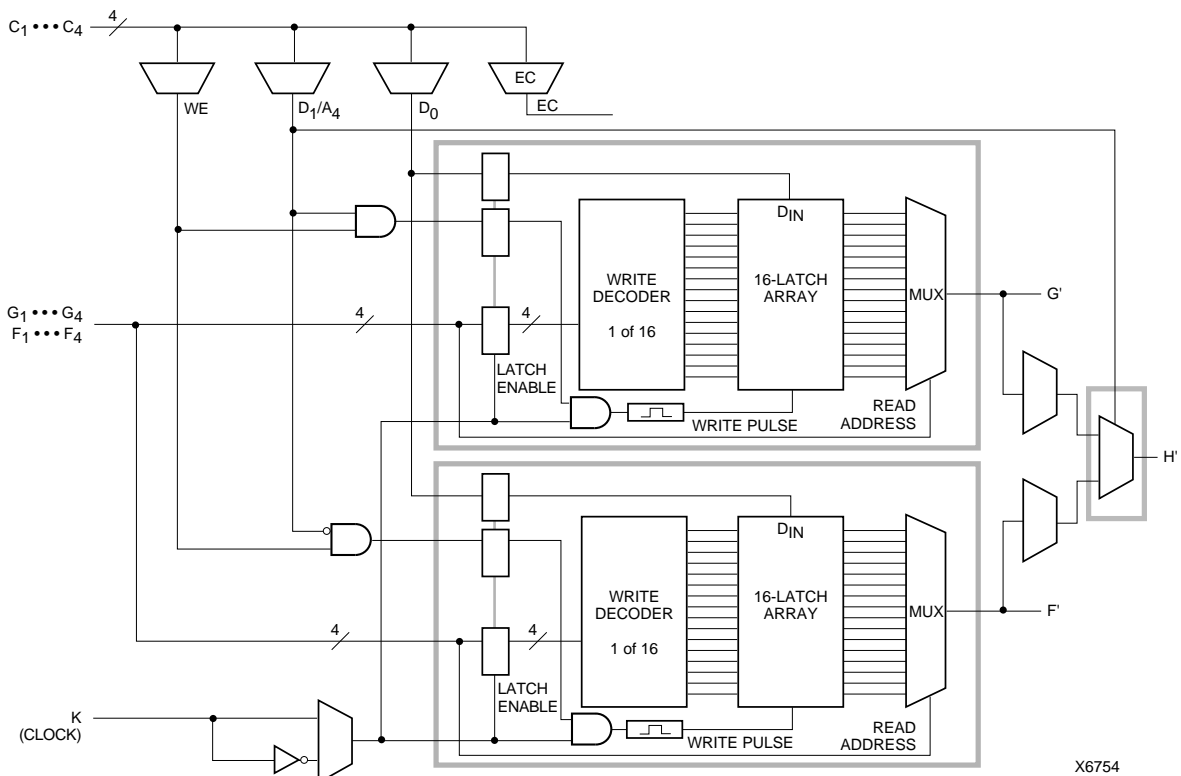 C1 ••• C4
4
EC
WE
D1/A4
D0
EC
DIN
WRITE
DECODER
1 of 16
16-LATCH
ARRAY
MUX
G'
G1 ••• G4
F1 ••• F4
4
4
LATCH
ENABLE
WRITE PULSE
READ
ADDRESS
H'
DIN
WRITE
DECODER
1 of 16
16-LATCH
ARRAY
MUX
F'
4
4
LATCH
ENABLE
K
(CLOCK)
WRITE PULSE
READ
ADDRESS
X6754